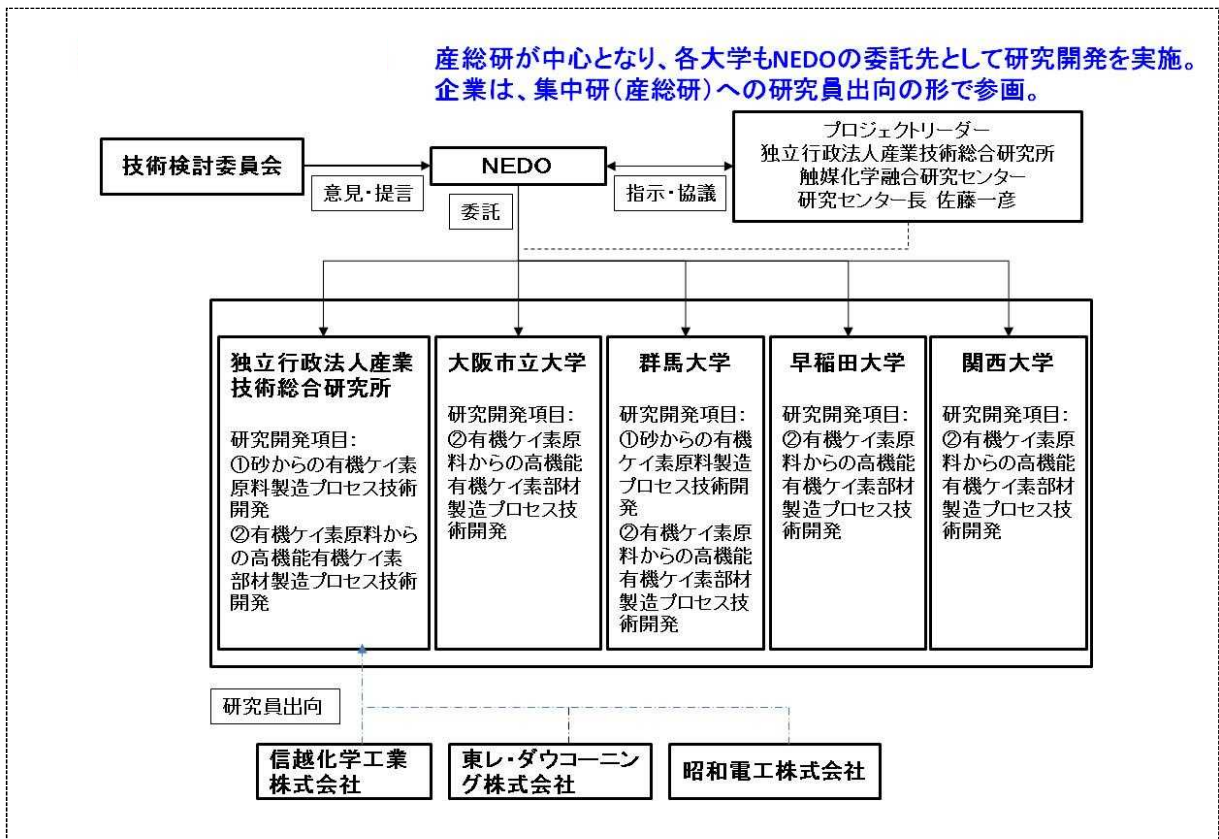 産総研が中心となり、各大学もNEDOの委託先として研究開発を実施。
企業は、集中研(産総研)への研究員出向の形で参画。
技術検討委員会
意見・提言
NEDO
委託
指示・協議
プロジェクトリーダー
独立行政法人産業技術総合研究所
触媒化学融合研究センター
研究センター長 佐藤一彦
独立行政法人産業
技術総合研究所
研究開発項目:
①砂からの有機ケイ素
原料製造プロセス技術開
発
②有機ケイ素原料から
の高機能有機ケイ素
部材製造プロセス技術
開発
大阪市立大学
研究開発項目:
②有機ケイ素原
料からの高機能
有機ケイ素部材
製造プロセス技
術開発
群馬大学
研究開発項目:
①砂からの有機
ケイ素原料製造
プロセス技術開
発
②有機ケイ素原
料からの高機能
有機ケイ素部材
製造プロセス技
術開発
早稲田大学
研究開発項目:
②有機ケイ素原
料からの高機能
有機ケイ素部材
製造プロセス技
術開発
関西大学
研究開発項目:
②有機ケイ素原
料からの高機能
有機ケイ素部材
製造プロセス技
術開発
研究員出向
信越化学工業
株式会社
東レ・ダウコーニン
グ株式会社
昭和電工株式会社